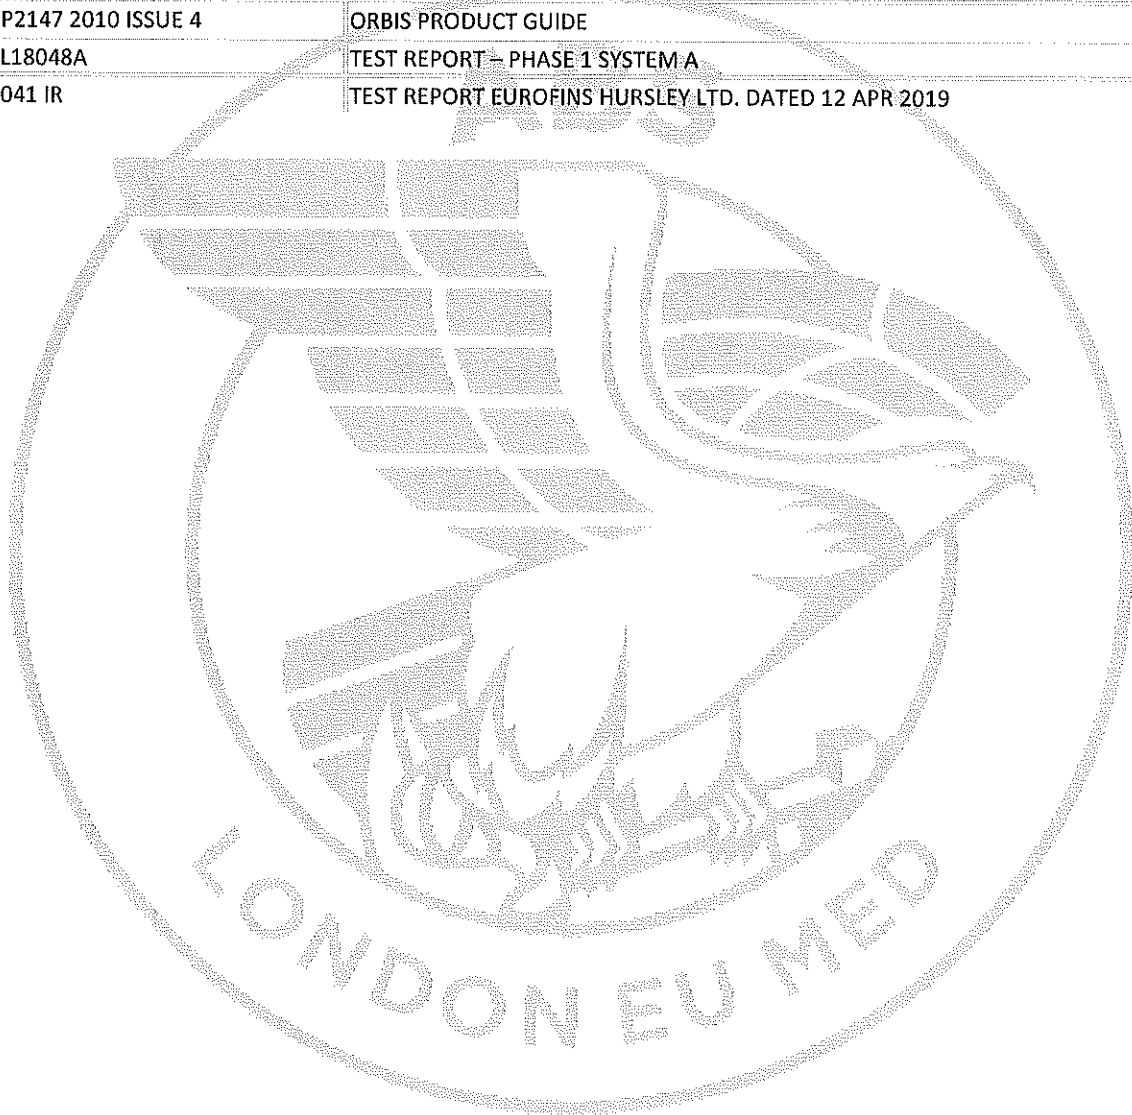 P2147 2010 ISSUE 4 ORBIS PRODUCT GUIDE
L18048A TEST REPORT – PHASE 1 SYSTEM A
041 IR TEST REPORT EUROFINS HURSLEY LTD. DATED 12 APR 2019
ABS
LONDON EU MED